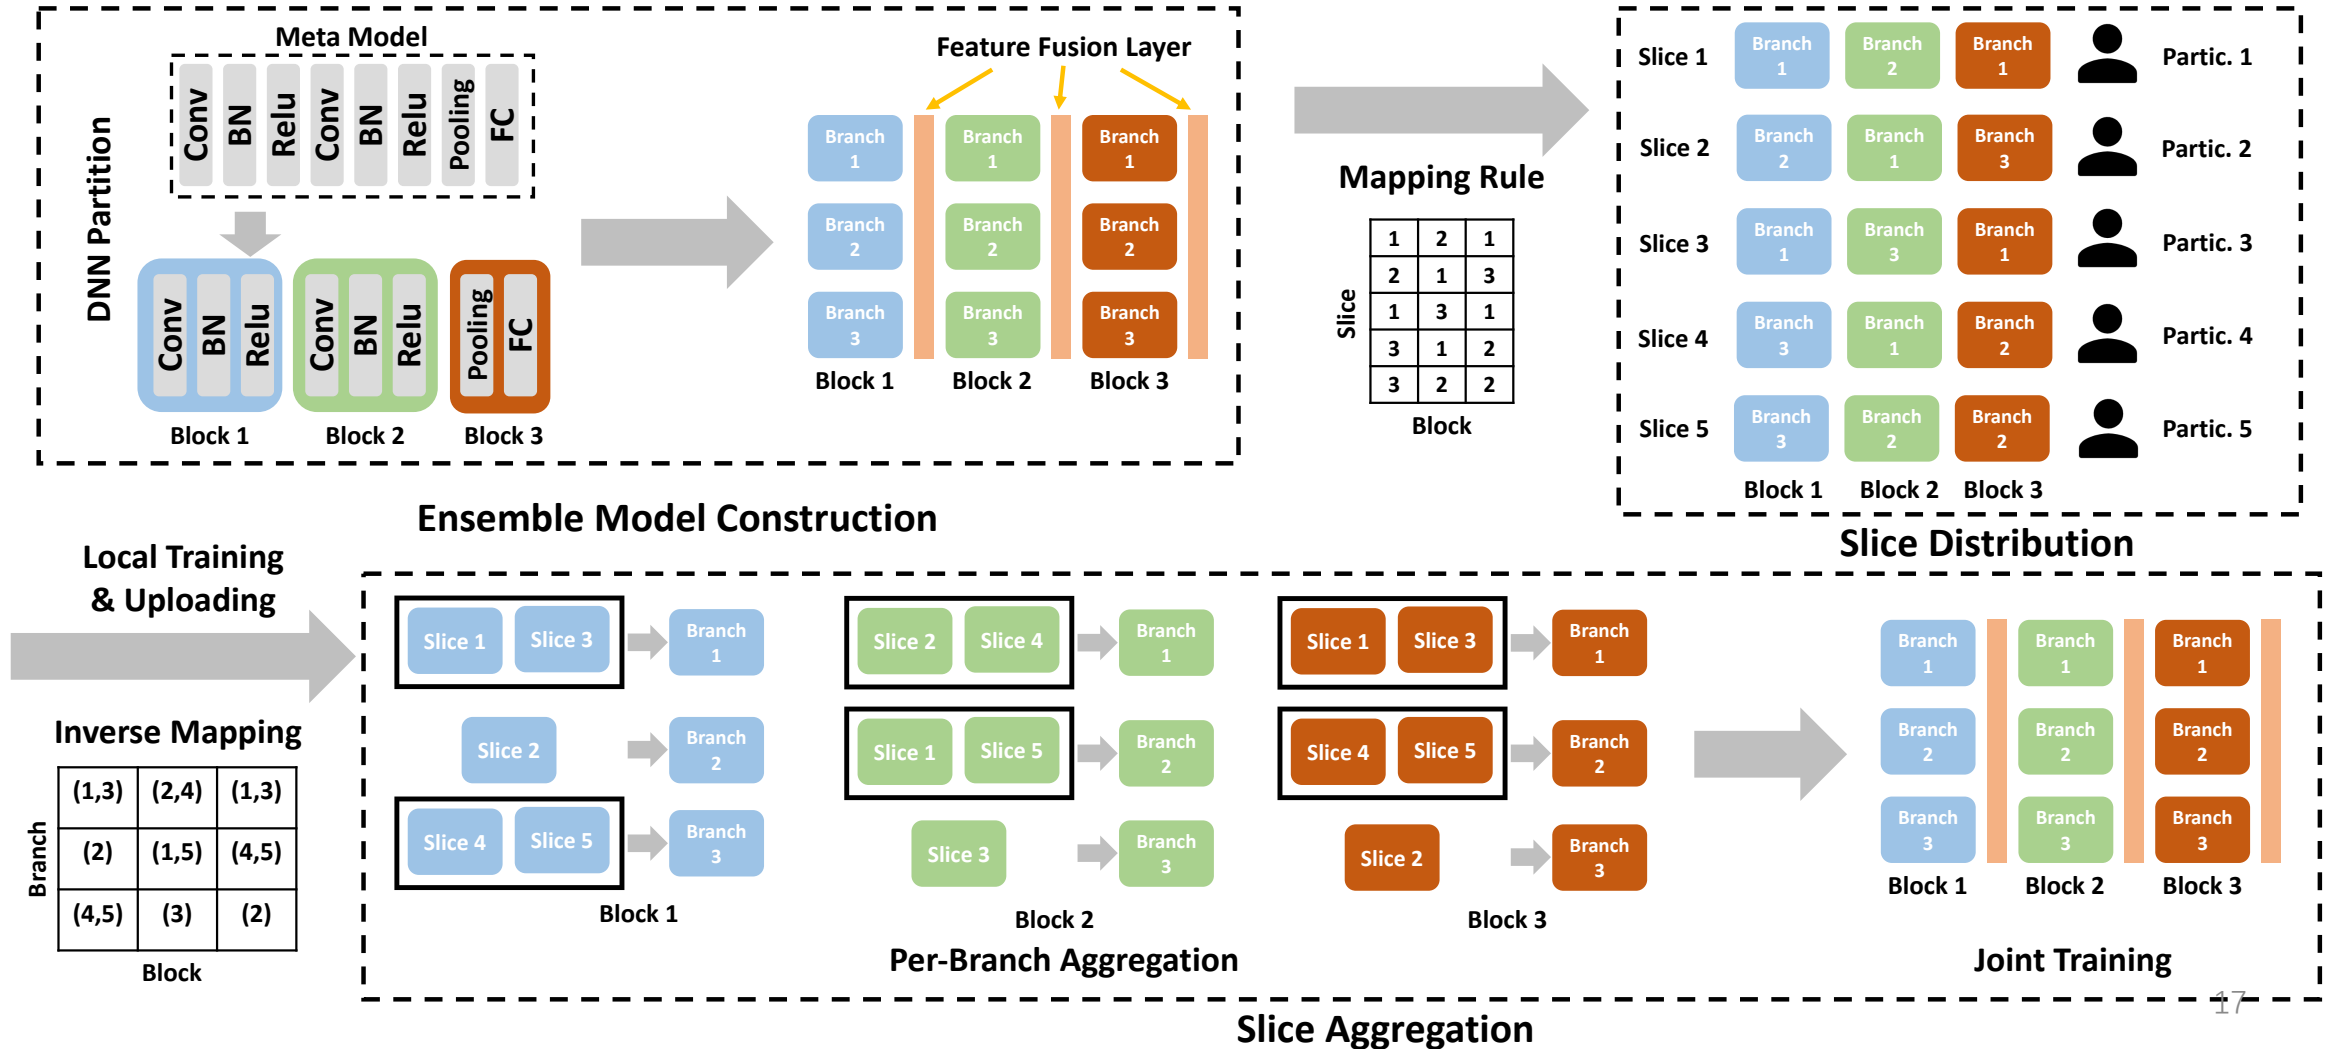 Meta Model
Conv
BN
Relu
Conv
BN
Relu
Pooling
FC
DNN Partition
Conv
BN
Relu
Conv
BN
Relu
Pooling
FC
Block 1
Block 2
Block 3
Feature Fusion Layer
Branch
1
Branch
1
Branch
1
Branch
2
Branch
2
Branch
2
Branch
3
Branch
3
Branch
3
Block 1
Block 2
Block 3
Ensemble Model Construction
Mapping Rule
1 2 1
2 1 3
1 3 1
3 1 2
3 2 2
Slice
Block
Slice 1
Branch
1
Branch
2
Branch
1
Partic. 1
Slice 2
Branch
2
Branch
1
Branch
3
Partic. 2
Slice 3
Branch
1
Branch
3
Branch
1
Partic. 3
Slice 4
Branch
3
Branch
1
Branch
2
Partic. 4
Slice 5
Branch
3
Branch
2
Branch
2
Partic. 5
Block 1
Block 2
Block 3
Slice Distribution
Local Training
& Uploading
Inverse Mapping
(1,3) (2,4) (1,3)
(2) (1,5) (4,5)
(4,5) (3) (2)
Branch
Block
Slice 1
Slice 3
Branch
1
Slice 2
Branch
2
Slice 4
Slice 5
Branch
3
Block 1
Slice 2
Slice 4
Branch
1
Slice 1
Slice 5
Branch
2
Slice 3
Branch
3
Block 2
Slice 1
Slice 3
Branch
1
Slice 4
Slice 5
Branch
2
Slice 2
Branch
3
Block 3
Per-Branch Aggregation
Branch
1
Branch
1
Branch
1
Branch
2
Branch
2
Branch
2
Branch
3
Branch
3
Branch
3
Block 1
Block 2
Block 3
Joint Training
17
Slice Aggregation